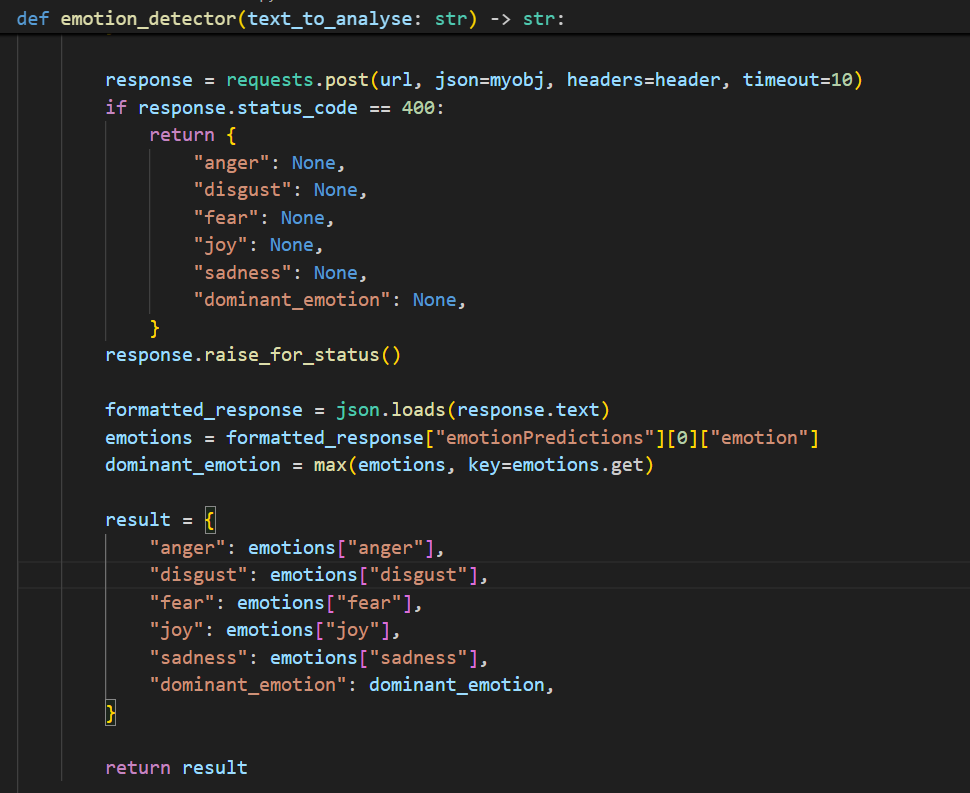 def emotion_detector(text_to_analyse: str) -> str:
response = requests.post(url, json=myobj, headers=header, timeout=10)
if response.status_code == 400:
return {
"anger": None,
"disgust": None,
"fear": None,
"joy": None,
"sadness": None,
"dominant_emotion": None,
}
response.raise_for_status()
formatted_response = json.loads(response.text)
emotions = formatted_response["emotionPredictions"][0]["emotion"]
dominant_emotion = max(emotions, key=emotions.get)
result = {
"anger": emotions["anger"],
"disgust": emotions["disgust"],
"fear": emotions["fear"],
"joy": emotions["joy"],
"sadness": emotions["sadness"],
"dominant_emotion": dominant_emotion,
}
return result